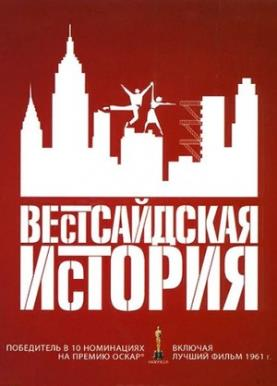 ВЕСТСАЙДСКАЯ
ИСТОРИЯ
ПОБЕДИТЕЛЬ В 10 НОМИНАЦИЯХ
НА ПРЕМИЮ ОСКАР®
ВКЛЮЧАЯ
ЛУЧШИЙ ФИЛЬМ 1961 г.